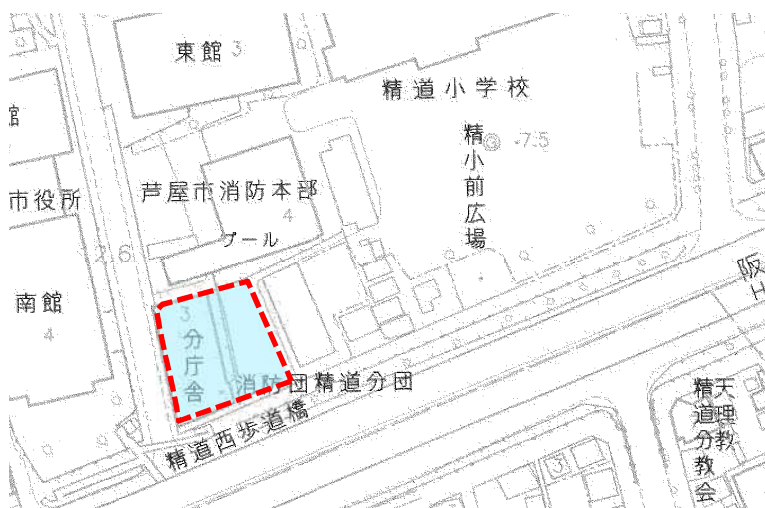 東館 3
精道小学校
館
精小前広場
7.5
芦屋市消防本部
4
市役所
プール
2.6
南館
4
3
分庁舎
消防団精道分団
精道西歩道橋
阪
天理教
精道分教会
3